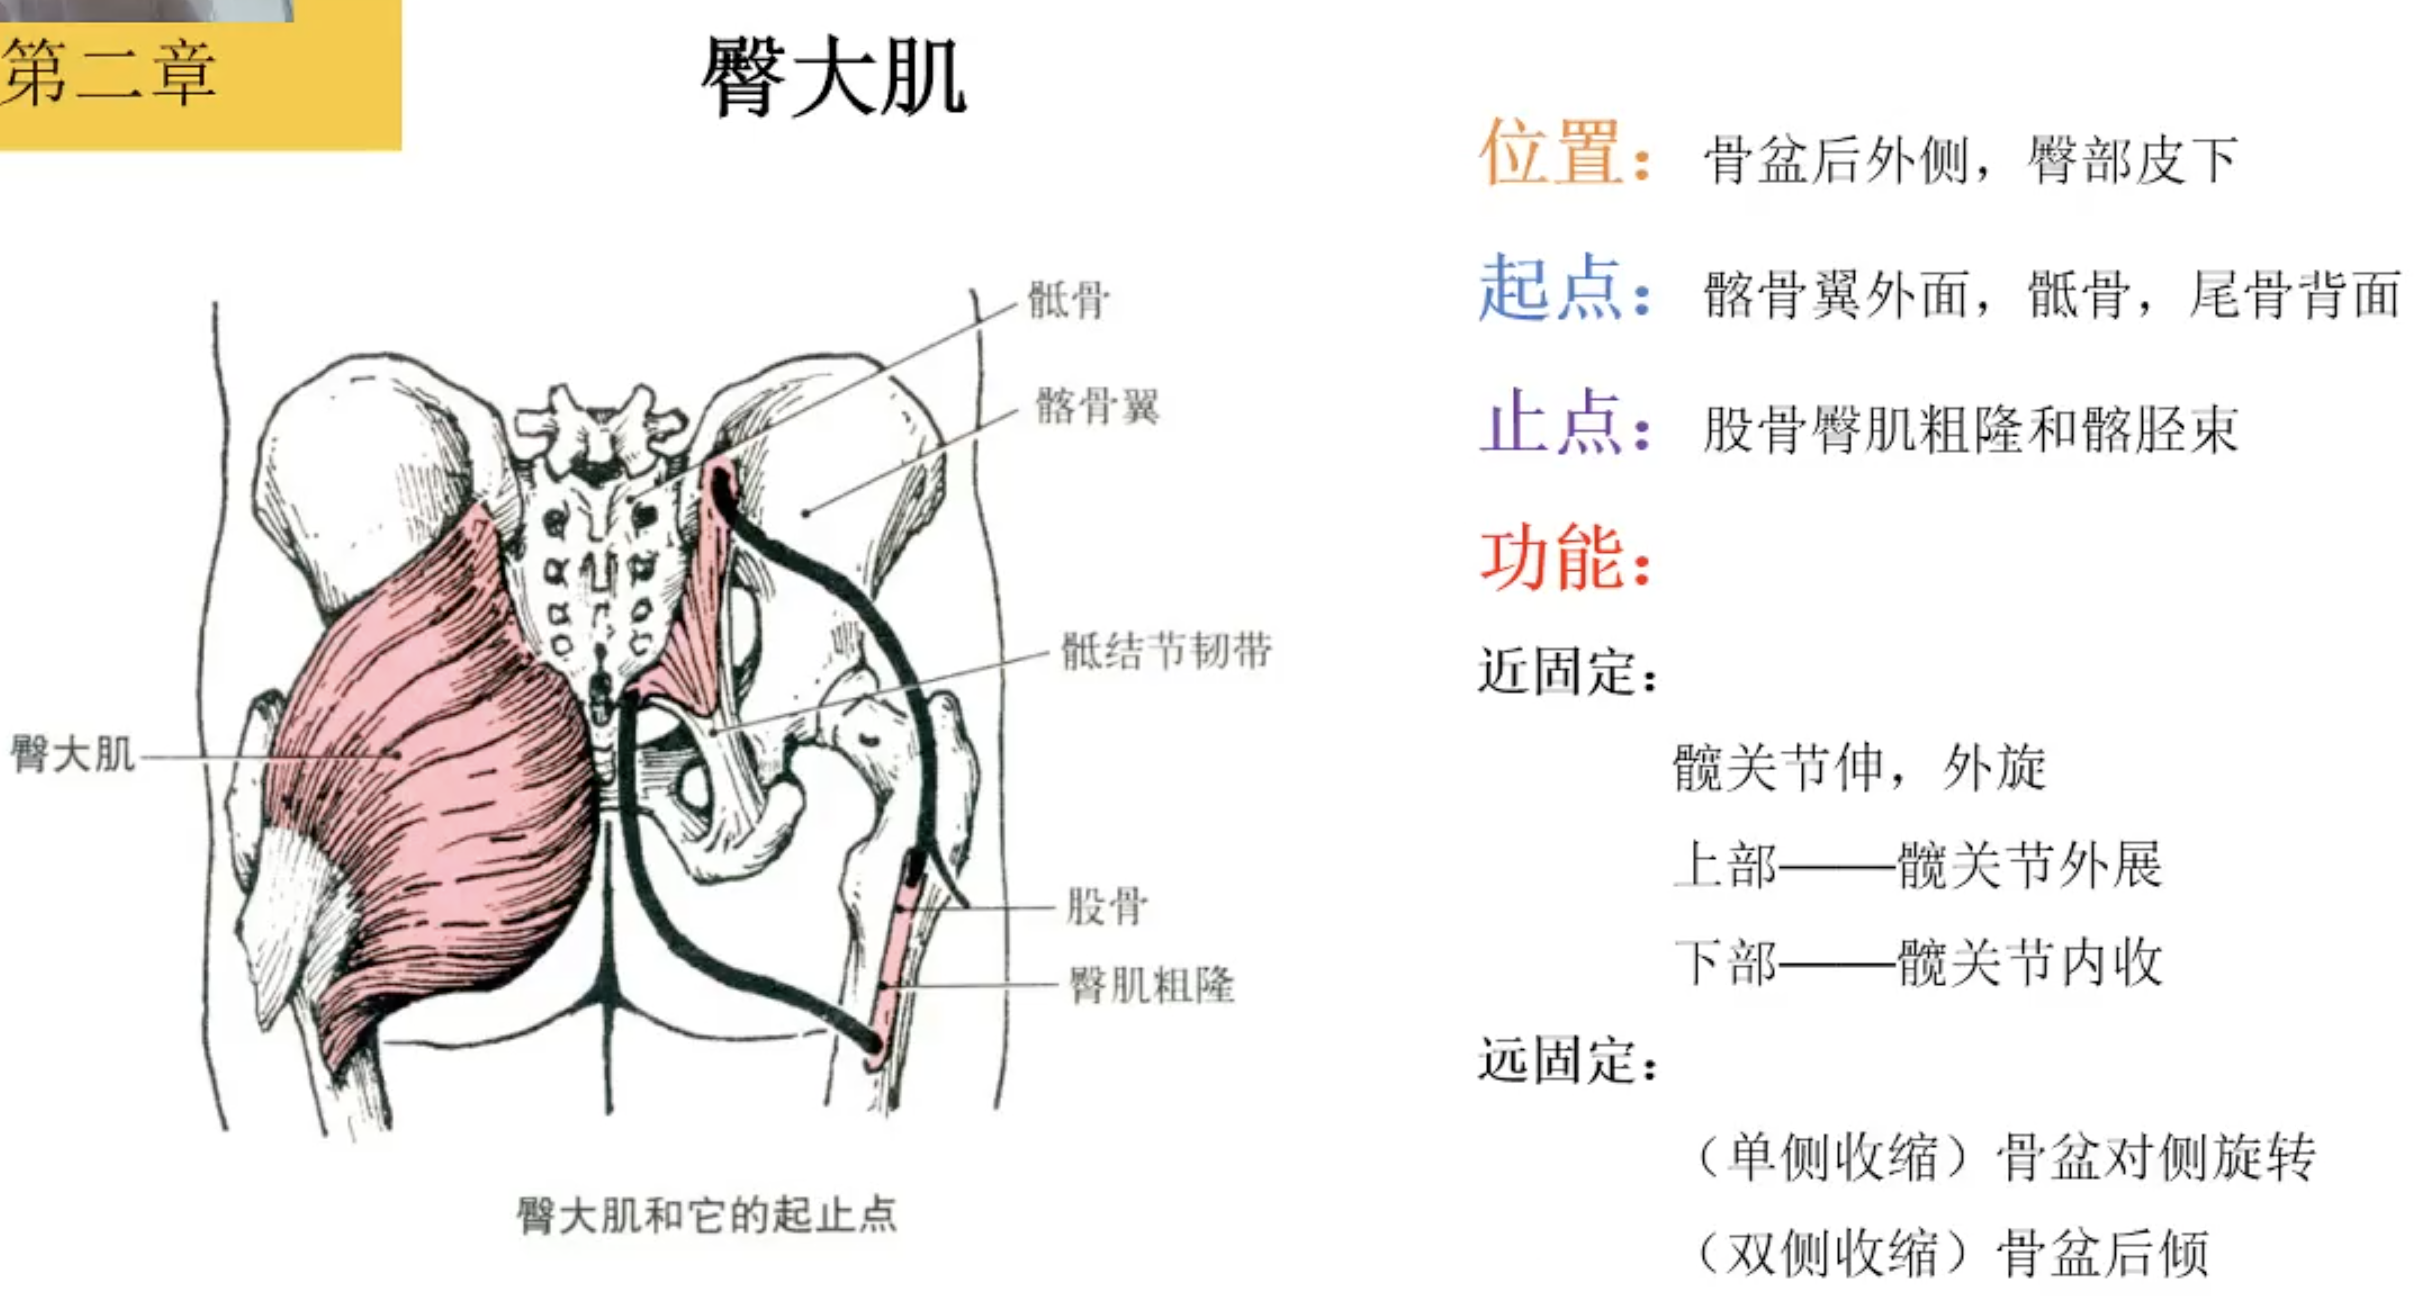 第二章
臀大肌
骶骨
髂骨翼
骶结节韧带
臀大肌
股骨
臀肌粗隆
臀大肌和它的起止点
位置：骨盆后外侧，臀部皮下
起点：髂骨翼外面，骶骨，尾骨背面
止点：股骨臀肌粗隆和髂胫束
功能：
近固定：
髋关节伸，外旋
上部——髋关节外展
下部——髋关节内收
远固定：
（单侧收缩）骨盆对侧旋转
（双侧收缩）骨盆后倾